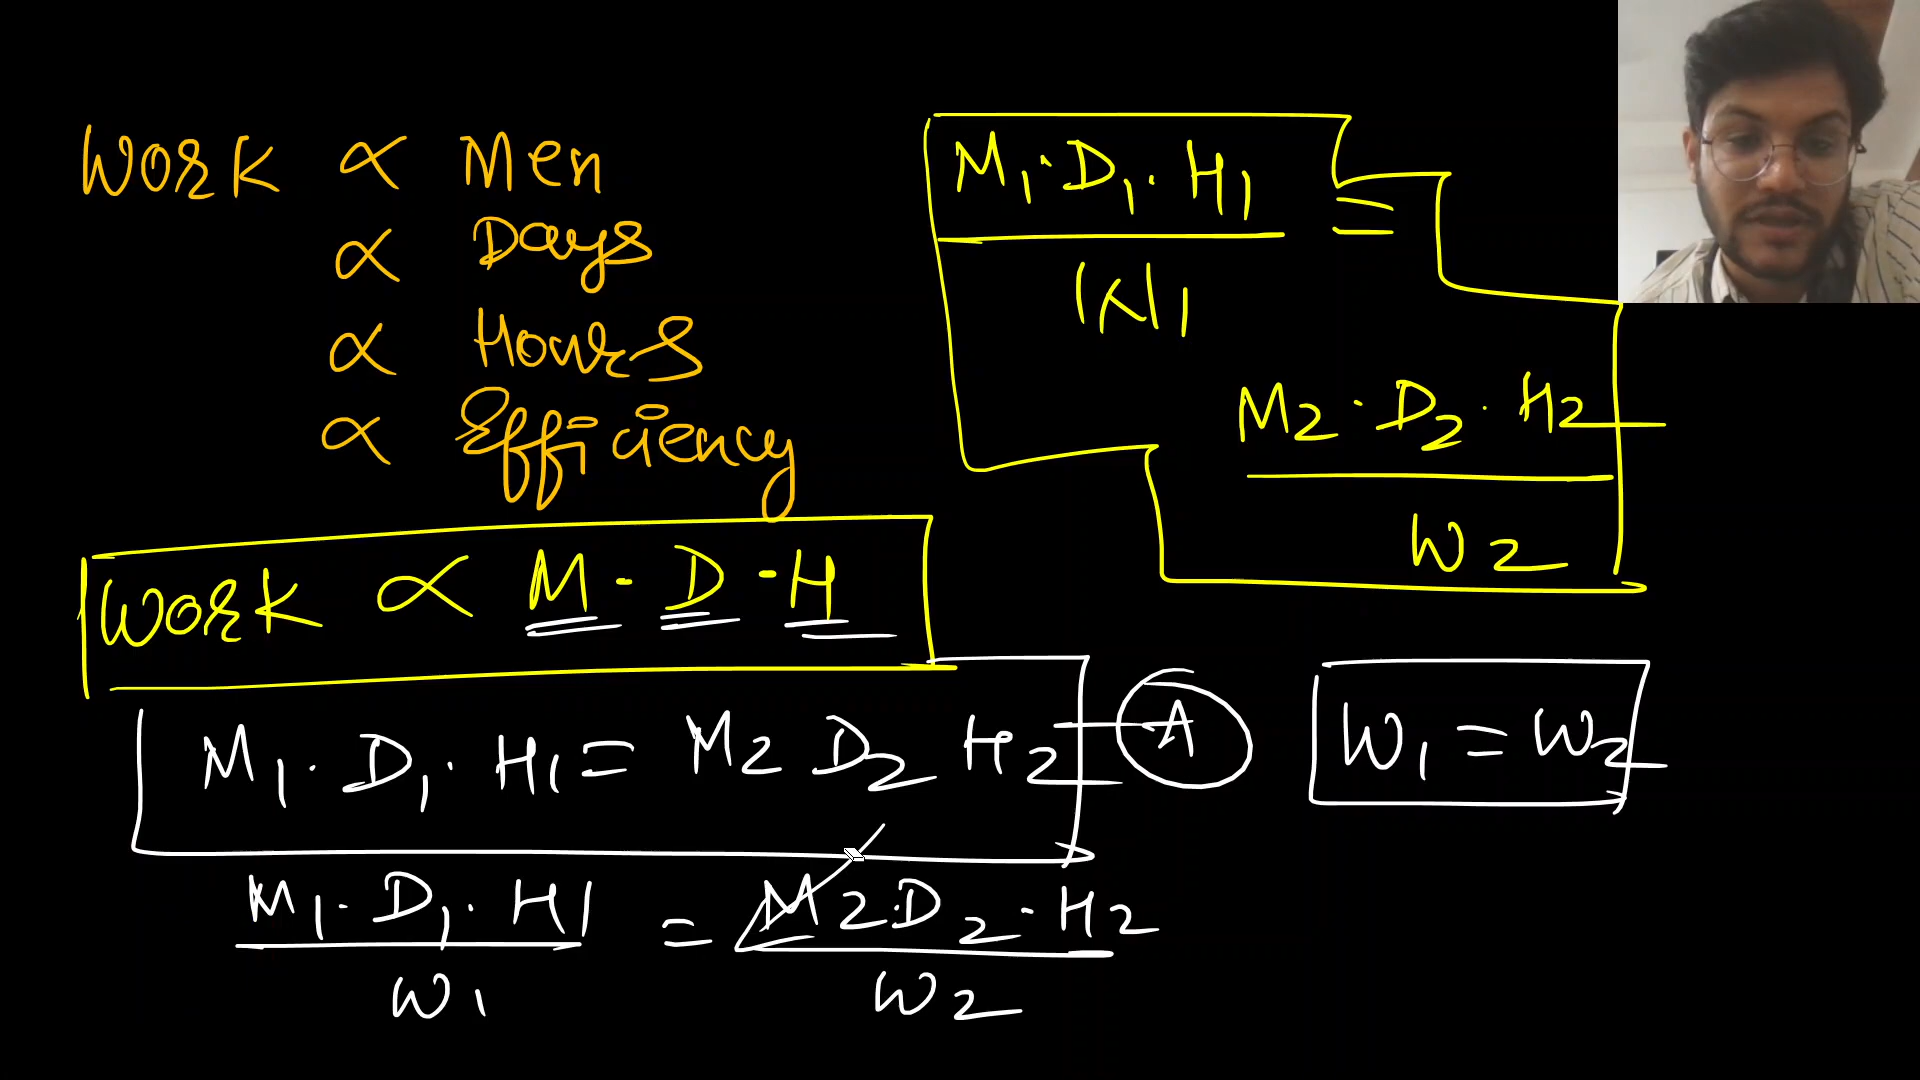 Work ∝ Men
∝ Days
∝ Hours
∝ Efficiency
Work ∝ M · D · H
M₁ · D₁ · H₁ =
W₁
M₂ · D₂ · H₂
W₂
M₁ · D₁ · H₁ = M₂ D₂ H₂ A
W₁ = W₂
M₁ · D₁ · H₁ = M₂ · D₂ · H₂
W₁ W₂